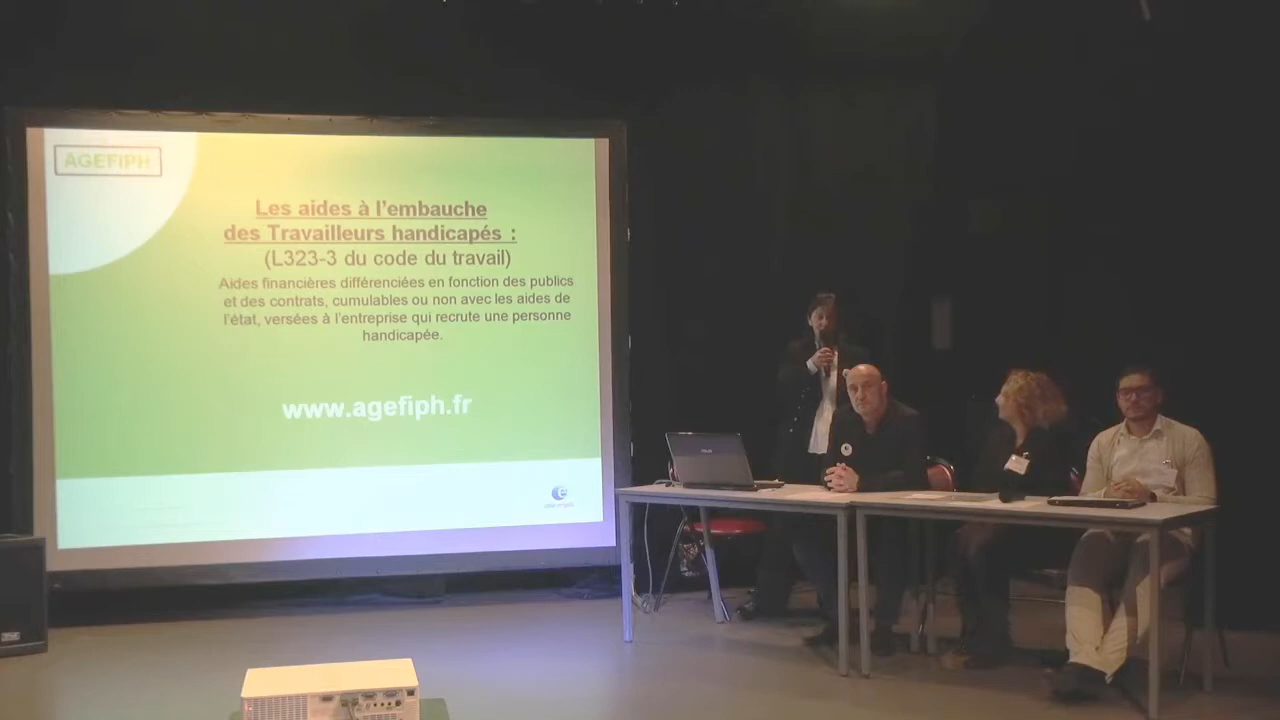 AGEFIPH
Les aides à l'embauche
des Travailleurs handicapés :
(L323-3 du code du travail)
Aides financières différenciées en fonction des publics
et des contrats, cumulables ou non avec les aides de
l'état, versées à l'entreprise qui recrute une personne
handicapée.
www.agefiph.fr